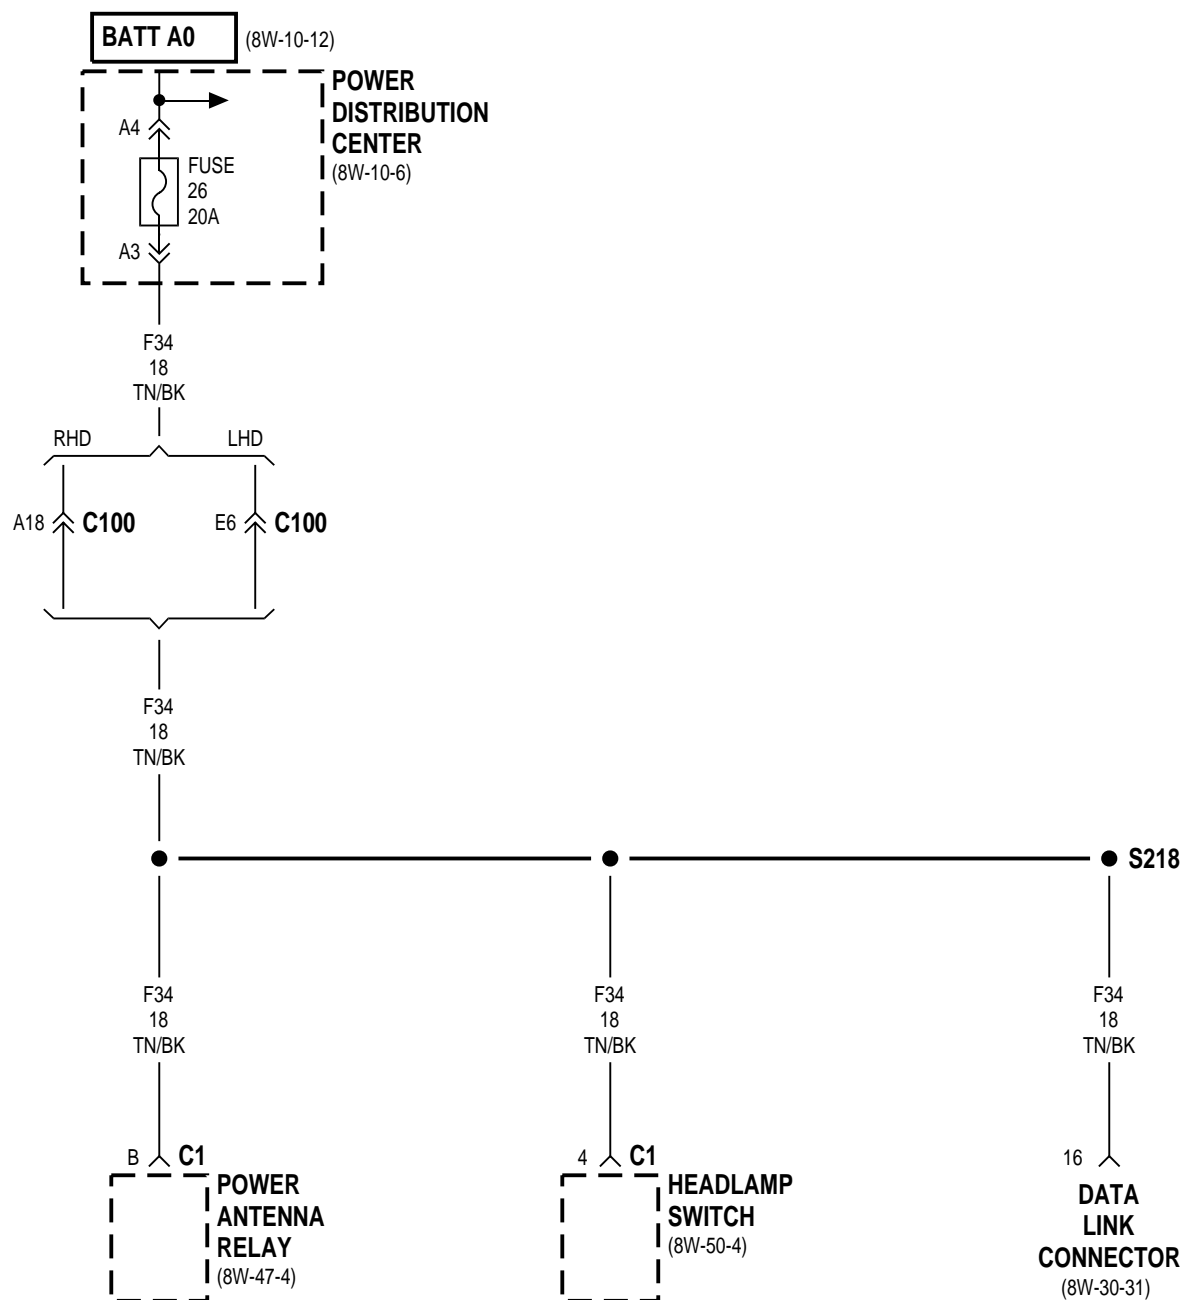 BATT A0 (8W-10-12)
POWER
DISTRIBUTION
CENTER
(8W-10-6)
A4
FUSE
26
20A
A3
F34
18
TN/BK
RHD LHD
A18 C100 E6 C100
F34
18
TN/BK
S218
F34
18
TN/BK
F34
18
TN/BK
F34
18
TN/BK
B C1
POWER
ANTENNA
RELAY
(8W-47-4)
4 C1
HEADLAMP
SWITCH
(8W-50-4)
16
DATA
LINK
CONNECTOR
(8W-30-31)